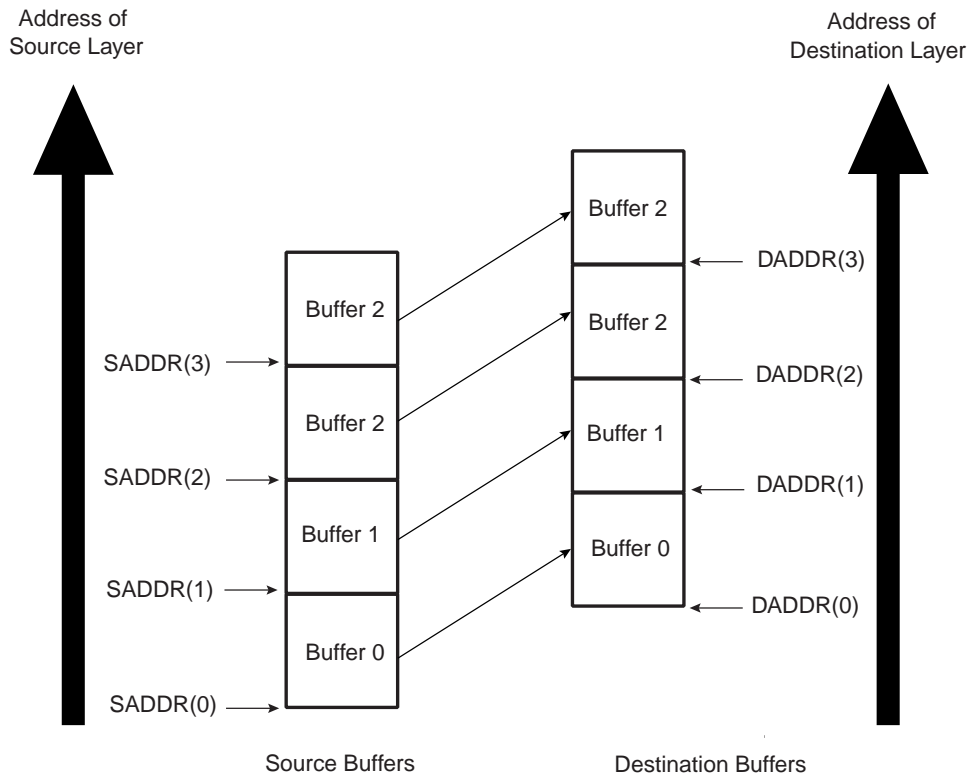 Address of
Source Layer
Address of
Destination Layer
Buffer 2
Buffer 2
DADDR(3)
Buffer 2
Buffer 2
SADDR(3)
DADDR(2)
Buffer 2
Buffer 1
SADDR(2)
DADDR(1)
Buffer 1
Buffer 0
SADDR(1)
DADDR(0)
Buffer 0
SADDR(0)
Source Buffers
Destination Buffers